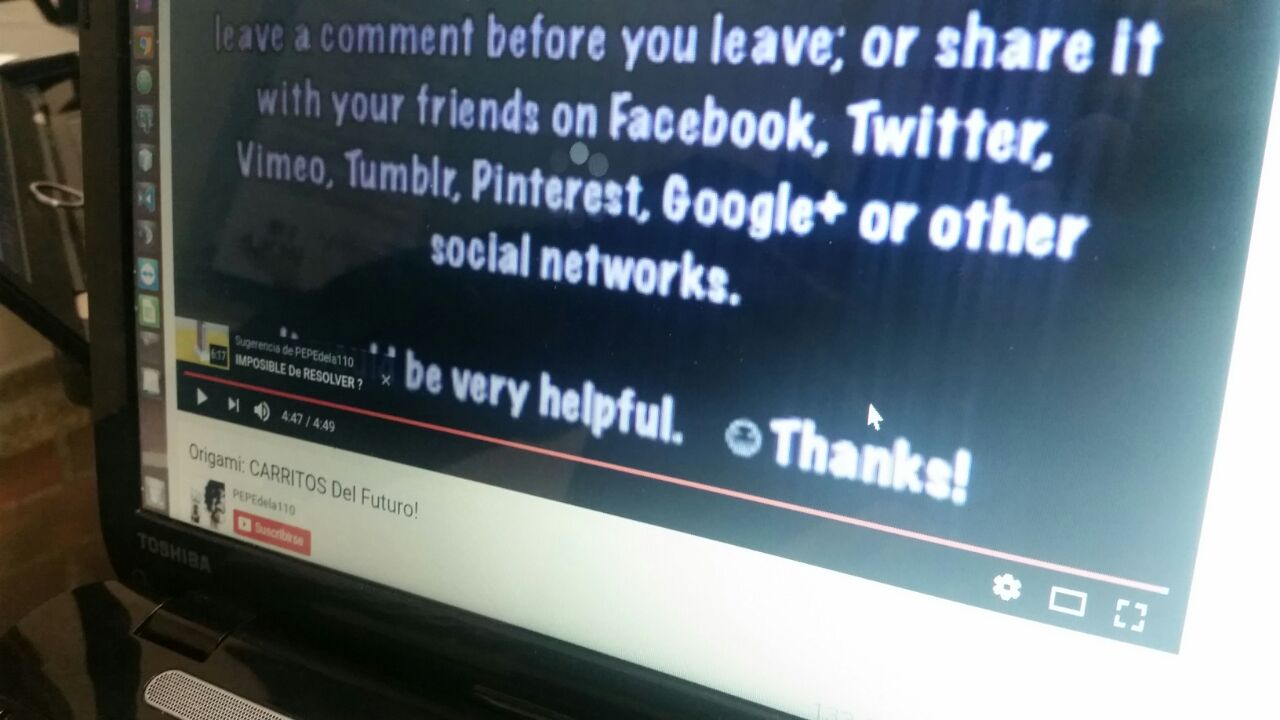 leave a comment before you leave; or share it
with your friends on Facebook, Twitter,
Vimeo, Tumblr, Pinterest, Google+ or other
social networks.
be very helpful. Thanks!
6:17
Sugerencia de PEPEdela110
IMPOSIBLE De RESOLVER ?
4:47 / 4:49
Origami: CARRITOS Del Futuro!
PEPEdela110
Suscribirse
TOSHIBA